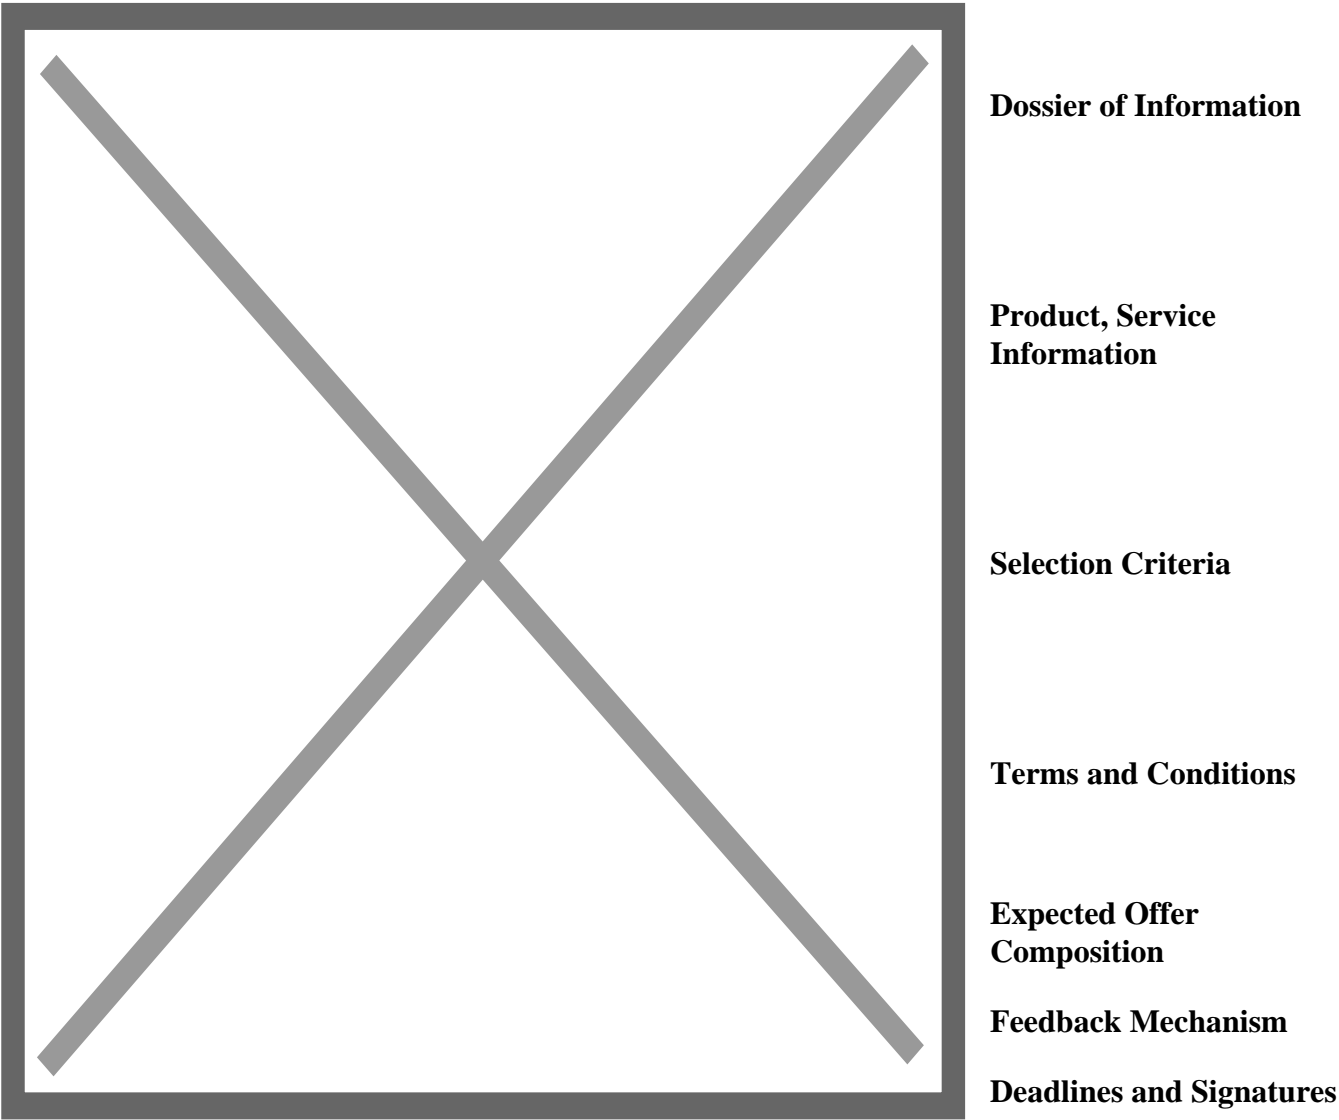 Dossier of Information
Product, Service
Information
Selection Criteria
Terms and Conditions
Expected Offer
Composition
Feedback Mechanism
Deadlines and Signatures